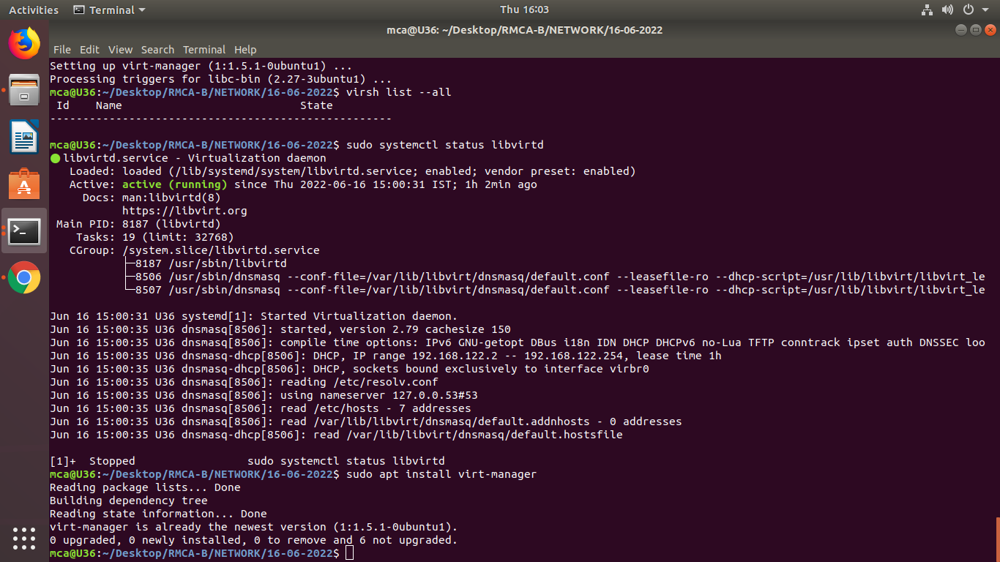 Activities Terminal Thu 16:03
mca@U36: ~/Desktop/RMCA-B/NETWORK/16-06-2022
File Edit View Search Terminal Help
Setting up virt-manager (1:1.5.1-0ubuntu1) ...
Processing triggers for libc-bin (2.27-3ubuntu1) ...
mca@U36:~/Desktop/RMCA-B/NETWORK/16-06-2022$ virsh list --all
 Id    Name                           State
----------------------------------------------------
mca@U36:~/Desktop/RMCA-B/NETWORK/16-06-2022$ sudo systemctl status libvirtd
● libvirtd.service - Virtualization daemon
   Loaded: loaded (/lib/systemd/system/libvirtd.service; enabled; vendor preset: enabled)
   Active: active (running) since Thu 2022-06-16 15:00:31 IST; 1h 2min ago
     Docs: man:libvirtd(8)
           https://libvirt.org
 Main PID: 8187 (libvirtd)
    Tasks: 19 (limit: 32768)
   CGroup: /system.slice/libvirtd.service
           ├─8187 /usr/sbin/libvirtd
           ├─8506 /usr/sbin/dnsmasq --conf-file=/var/lib/libvirt/dnsmasq/default.conf --leasefile-ro --dhcp-script=/usr/lib/libvirt/libvirt_le
           └─8507 /usr/sbin/dnsmasq --conf-file=/var/lib/libvirt/dnsmasq/default.conf --leasefile-ro --dhcp-script=/usr/lib/libvirt/libvirt_le
Jun 16 15:00:31 U36 systemd[1]: Started Virtualization daemon.
Jun 16 15:00:35 U36 dnsmasq[8506]: started, version 2.79 cachesize 150
Jun 16 15:00:35 U36 dnsmasq[8506]: compile time options: IPv6 GNU-getopt DBus i18n IDN DHCP DHCPv6 no-Lua TFTP conntrack ipset auth DNSSEC loo
Jun 16 15:00:35 U36 dnsmasq-dhcp[8506]: DHCP, IP range 192.168.122.2 -- 192.168.122.254, lease time 1h
Jun 16 15:00:35 U36 dnsmasq-dhcp[8506]: DHCP, sockets bound exclusively to interface virbr0
Jun 16 15:00:35 U36 dnsmasq[8506]: reading /etc/resolv.conf
Jun 16 15:00:35 U36 dnsmasq[8506]: using nameserver 127.0.0.53#53
Jun 16 15:00:35 U36 dnsmasq[8506]: read /etc/hosts - 7 addresses
Jun 16 15:00:35 U36 dnsmasq[8506]: read /var/lib/libvirt/dnsmasq/default.addnhosts - 0 addresses
Jun 16 15:00:35 U36 dnsmasq-dhcp[8506]: read /var/lib/libvirt/dnsmasq/default.hostsfile
[1]+  Stopped                 sudo systemctl status libvirtd
mca@U36:~/Desktop/RMCA-B/NETWORK/16-06-2022$ sudo apt install virt-manager
Reading package lists... Done
Building dependency tree
Reading state information... Done
virt-manager is already the newest version (1:1.5.1-0ubuntu1).
0 upgraded, 0 newly installed, 0 to remove and 6 not upgraded.
mca@U36:~/Desktop/RMCA-B/NETWORK/16-06-2022$